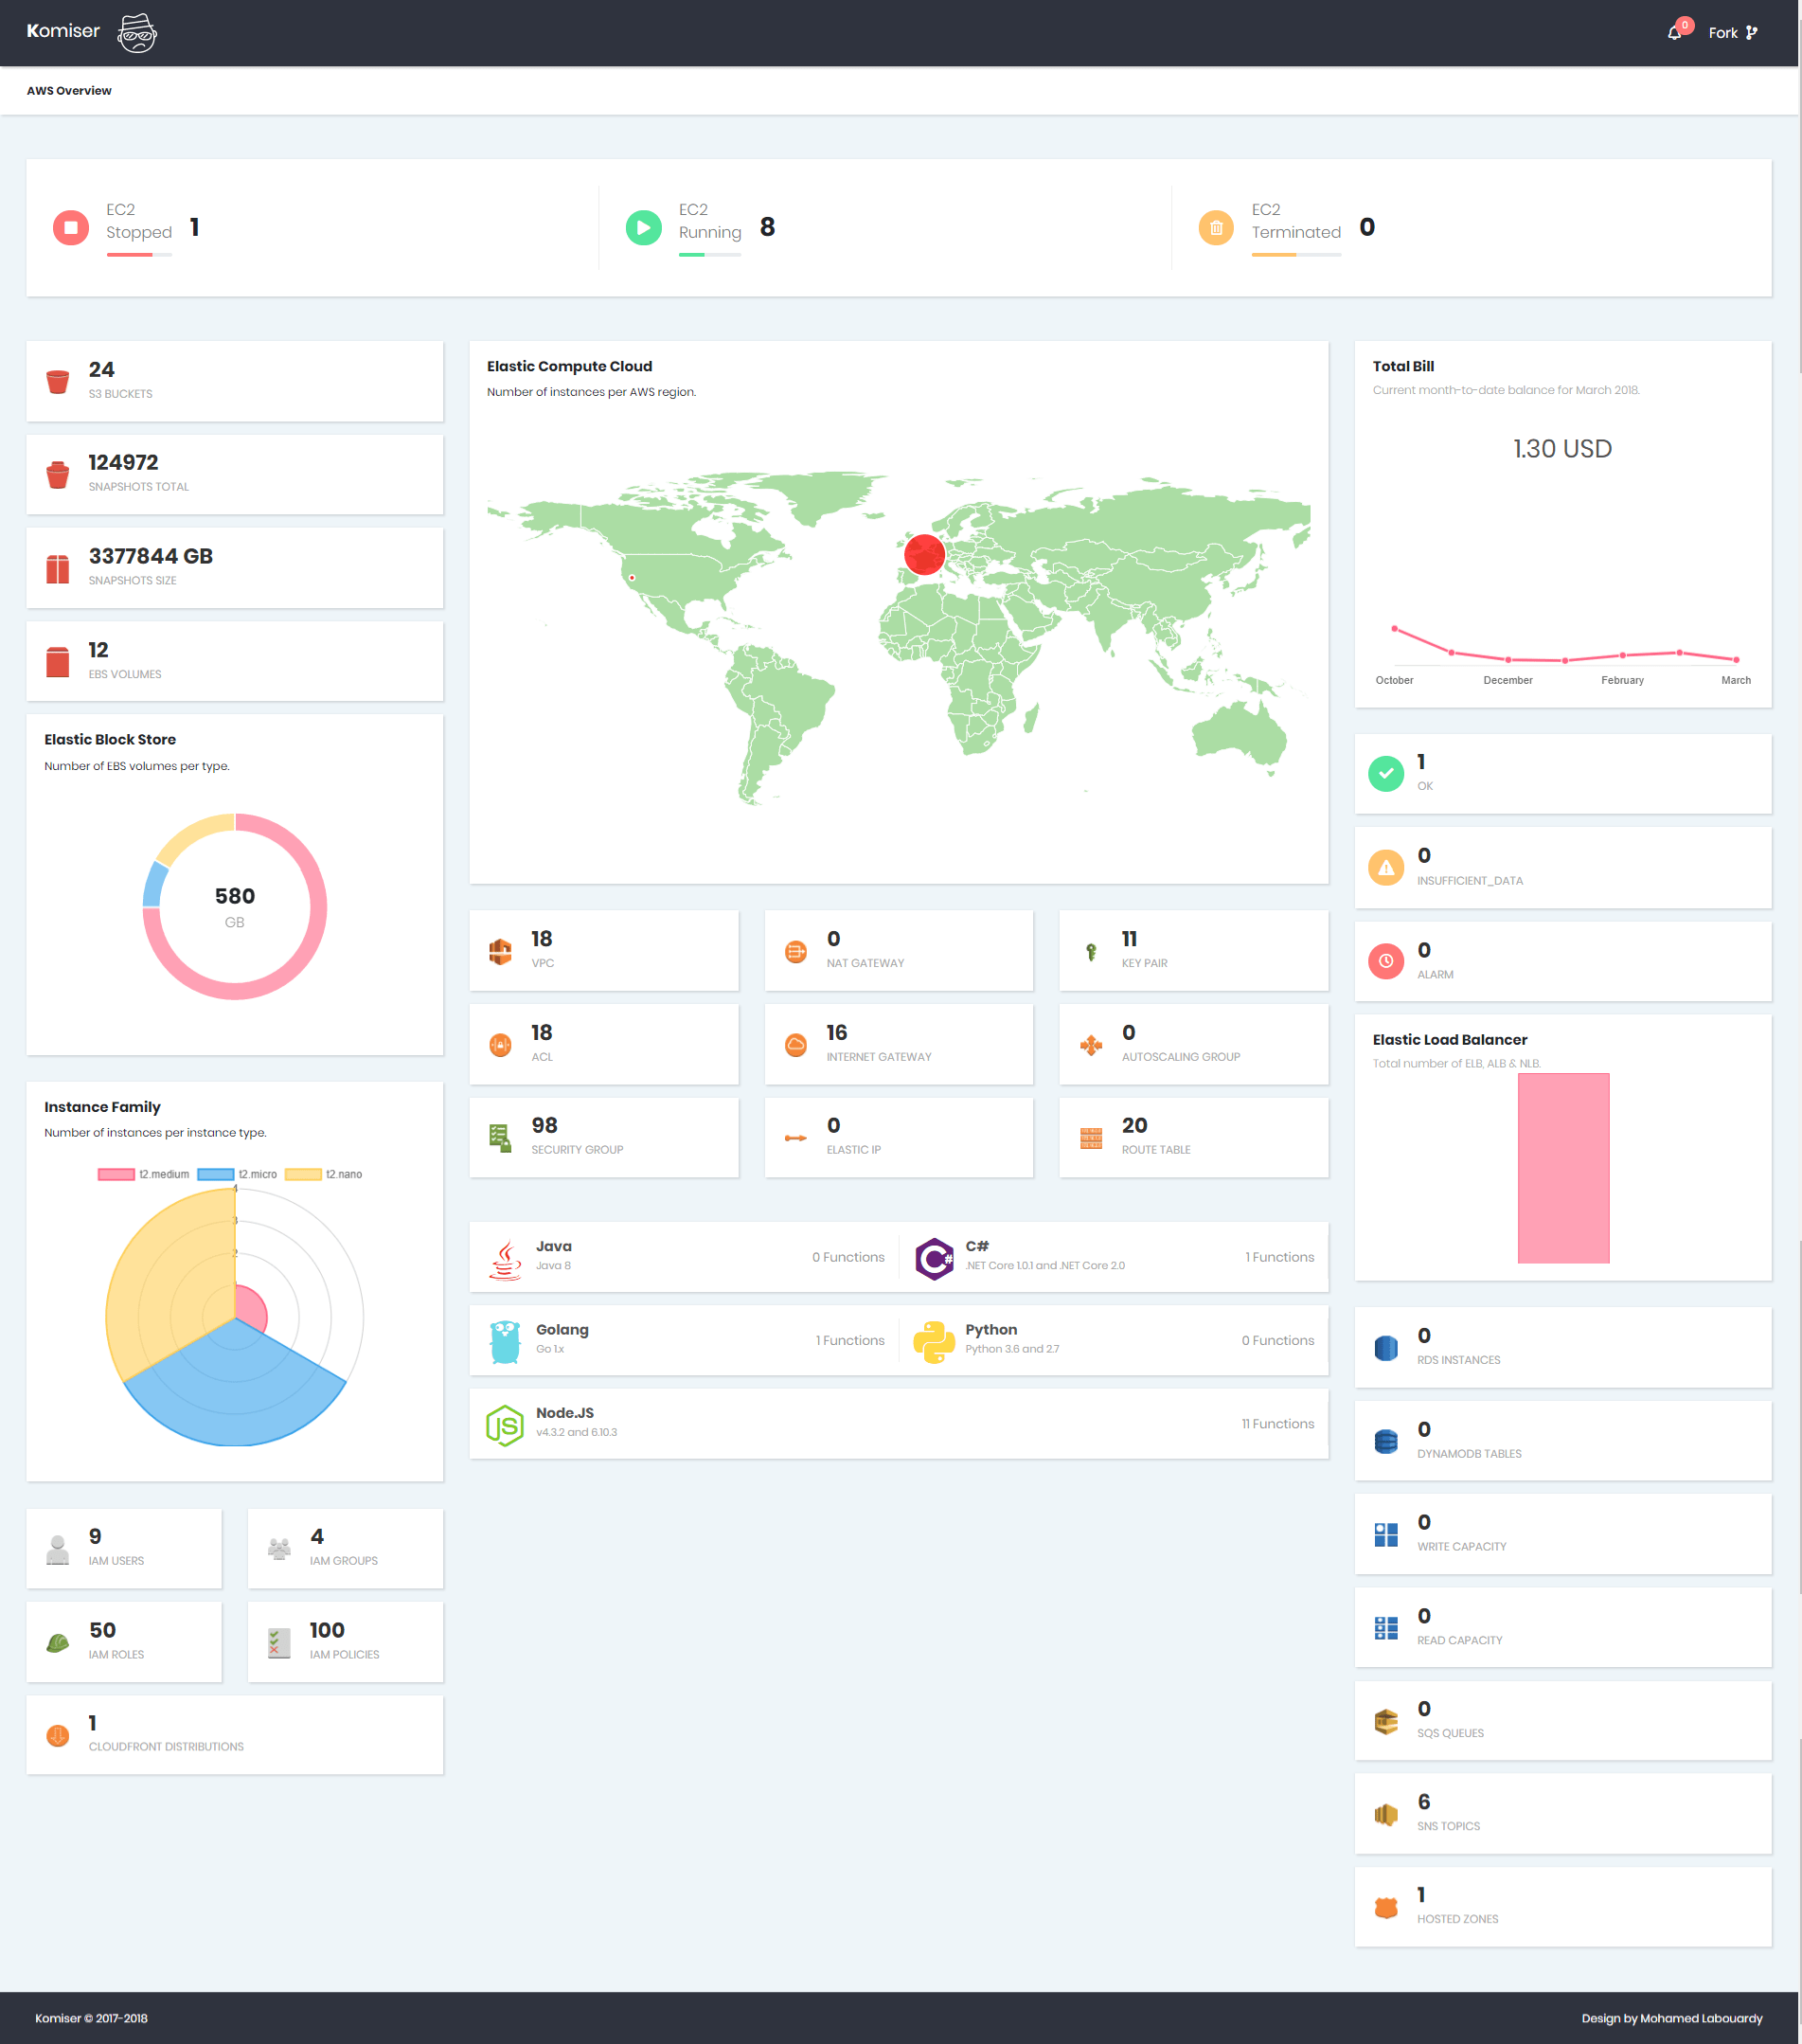 Komiser
0
Fork
AWS Overview
EC2
Stopped
1
EC2
Running
8
EC2
Terminated
0
24
S3 BUCKETS
124972
SNAPSHOTS TOTAL
3377844 GB
SNAPSHOTS SIZE
12
EBS VOLUMES
Elastic Block Store
Number of EBS volumes per type.
580
GB
Instance Family
Number of instances per instance type.
t2.medium t2.micro t2.nano
4
3
2
9
IAM USERS
4
IAM GROUPS
50
IAM ROLES
100
IAM POLICIES
1
CLOUDFRONT DISTRIBUTIONS
Elastic Compute Cloud
Number of instances per AWS region.
18
VPC
0
NAT GATEWAY
11
KEY PAIR
18
ACL
16
INTERNET GATEWAY
0
AUTOSCALING GROUP
98
SECURITY GROUP
0
ELASTIC IP
20
ROUTE TABLE
Java
Java 8
0 Functions
C#
C#
.NET Core 1.0.1 and .NET Core 2.0
1 Functions
Golang
Go 1.x
1 Functions
Python
Python 3.6 and 2.7
0 Functions
JS
Node.JS
v4.3.2 and 6.10.3
11 Functions
Total Bill
Current month-to-date balance for March 2018.
1.30 USD
October December February March
1
OK
0
INSUFFICIENT_DATA
0
ALARM
Elastic Load Balancer
Total number of ELB, ALB & NLB.
0
RDS INSTANCES
0
DYNAMODB TABLES
0
WRITE CAPACITY
0
READ CAPACITY
0
SQS QUEUES
6
SNS TOPICS
1
HOSTED ZONES
Komiser © 2017-2018
Design by Mohamed Labouardy